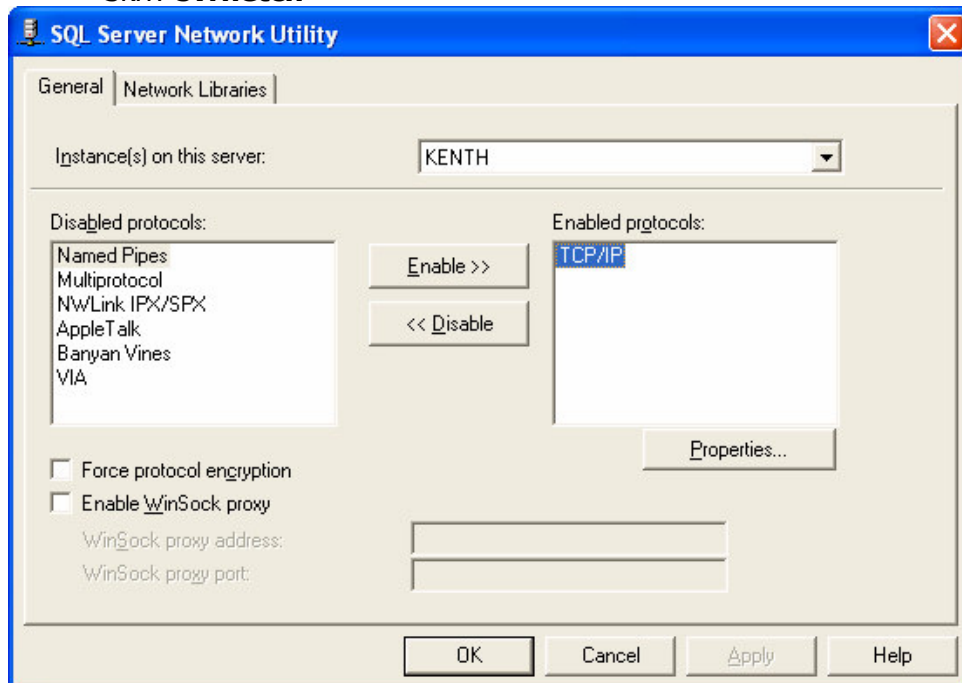 SQL Server Network Utility
General
Network Libraries
Instance(s) on this server:
KENTH
Disabled protocols:
Enabled protocols:
Named Pipes
Multiprotocol
NWLink IPX/SPX
AppleTalk
Banyan Vines
VIA
Enable >>
<< Disable
TCP/IP
Properties...
Force protocol encryption
Enable WinSock proxy
WinSock proxy address:
WinSock proxy port:
OK
Cancel
Apply
Help